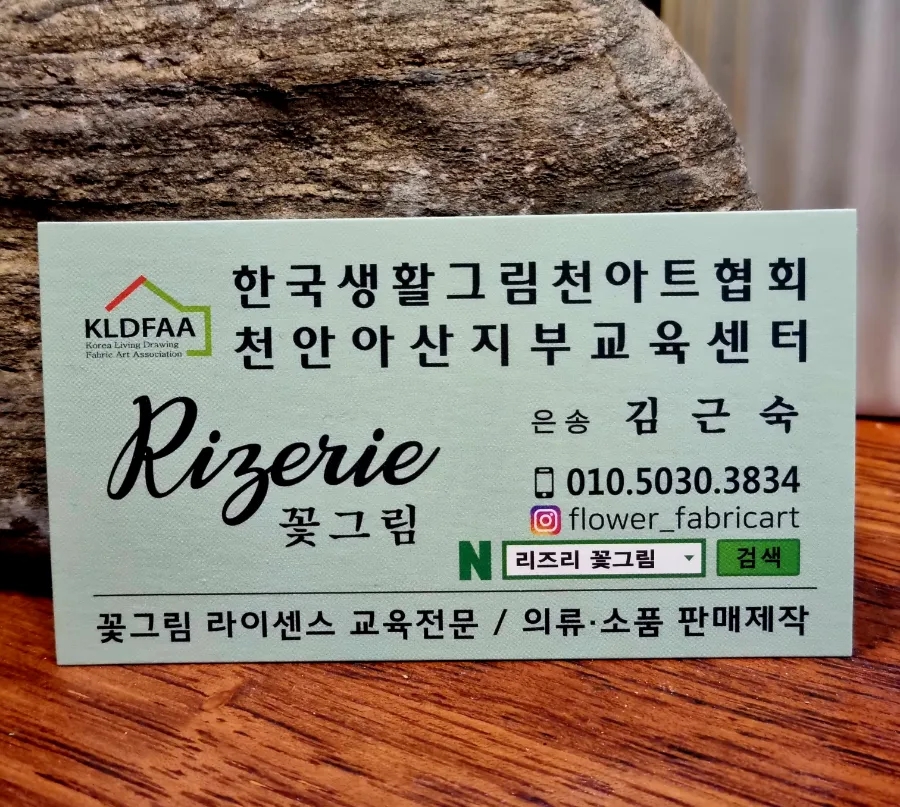 한국생활그림천아트협회
천안아산지부교육센터
KLDFAA
Korea Living Drawing
Fabric Art Association
Rizerie
꽃그림
은송 김근숙
010.5030.3834
flower_fabricart
N 리즈리 꽃그림 검색
꽃그림 라이센스 교육전문 / 의류·소품 판매제작